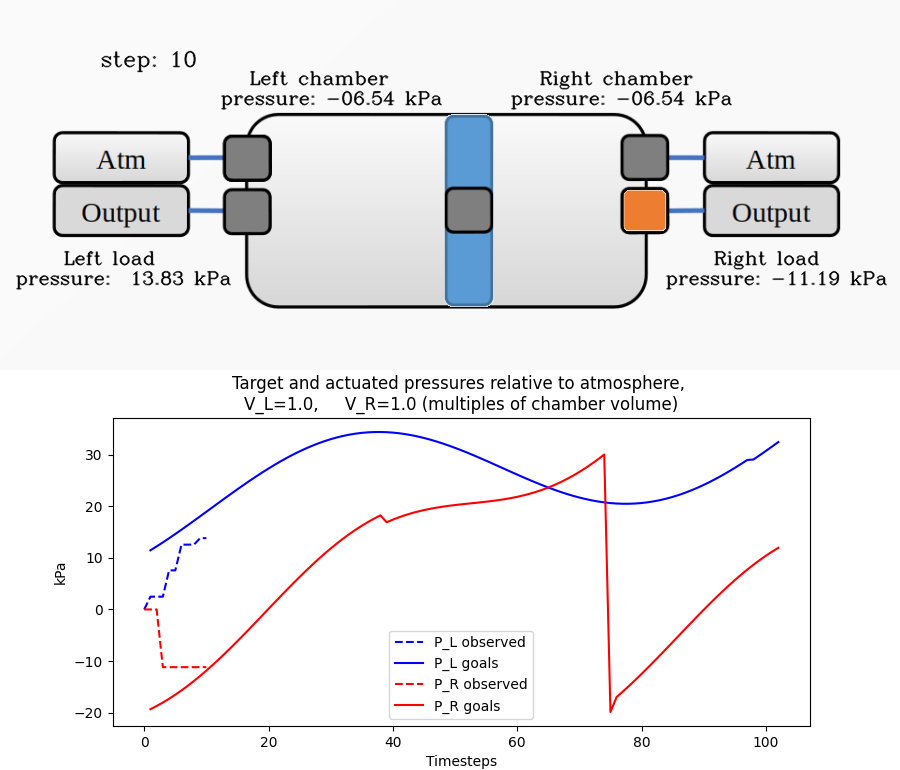 step: 10
Left chamber
pressure: −06.54 kPa
Right chamber
pressure: −06.54 kPa
Atm
Output
Atm
Output
Left load
pressure:  13.83 kPa
Right load
pressure: −11.19 kPa
Target and actuated pressures relative to atmosphere,
V_L=1.0,     V_R=1.0 (multiples of chamber volume)
kPa
30
20
10
0
−10
−20
P_L observed
P_L goals
P_R observed
P_R goals
0 20 40 60 80 100
Timesteps